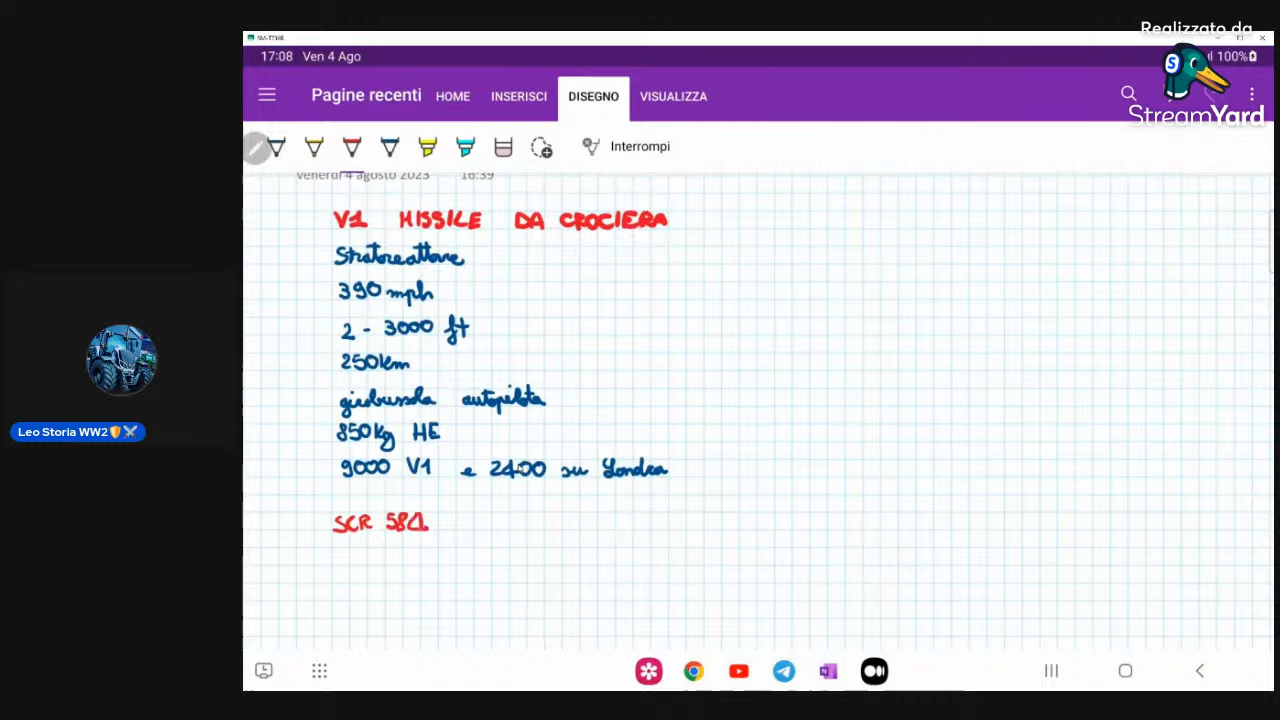 Realizzato da
StreamYard
SM-T736B
17:08 Ven 4 Ago
100%
Pagine recenti HOME INSERISCI DISEGNO VISUALIZZA
Interrompi
venerdì 4 agosto 2023 16:39
V1 MISSILE DA CROCIERA
Statoreattore
390 mph
2 - 3000 ft
250km
girobussola autopilota
850kg HE
9000 V1 e 2400 su Londra
SCR 584
Leo Storia WW2🛡️⚔️